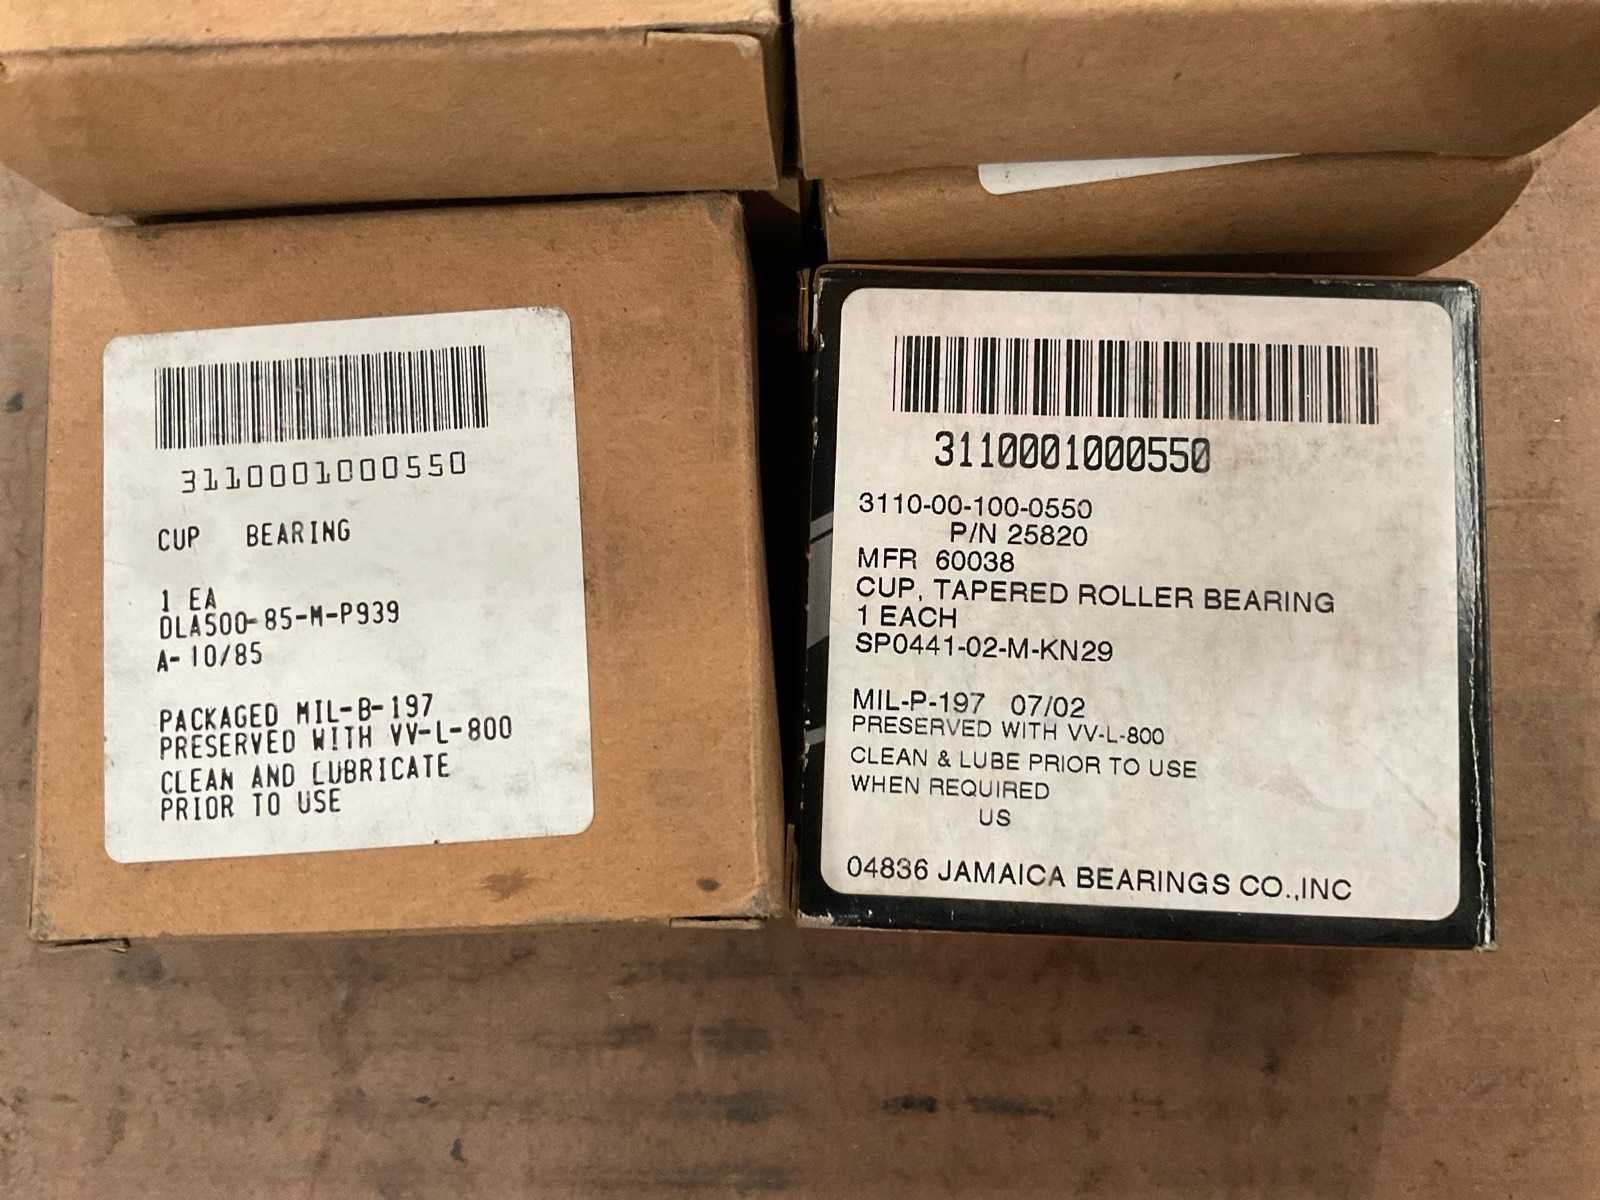 3110001000550
CUP BEARING
1 EA
DLA500-85-M-P939
A- 10/85
PACKAGED MIL-B-197
PRESERVED WITH VV-L-800
CLEAN AND LUBRICATE
PRIOR TO USE
3110001000550
3110-00-100-0550
P/N 25820
MFR 60038
CUP, TAPERED ROLLER BEARING
1 EACH
SP0441-02-M-KN29
MIL-P-197 07/02
PRESERVED WITH VV-L-800
CLEAN & LUBE PRIOR TO USE
WHEN REQUIRED
US
04836 JAMAICA BEARINGS CO.,INC